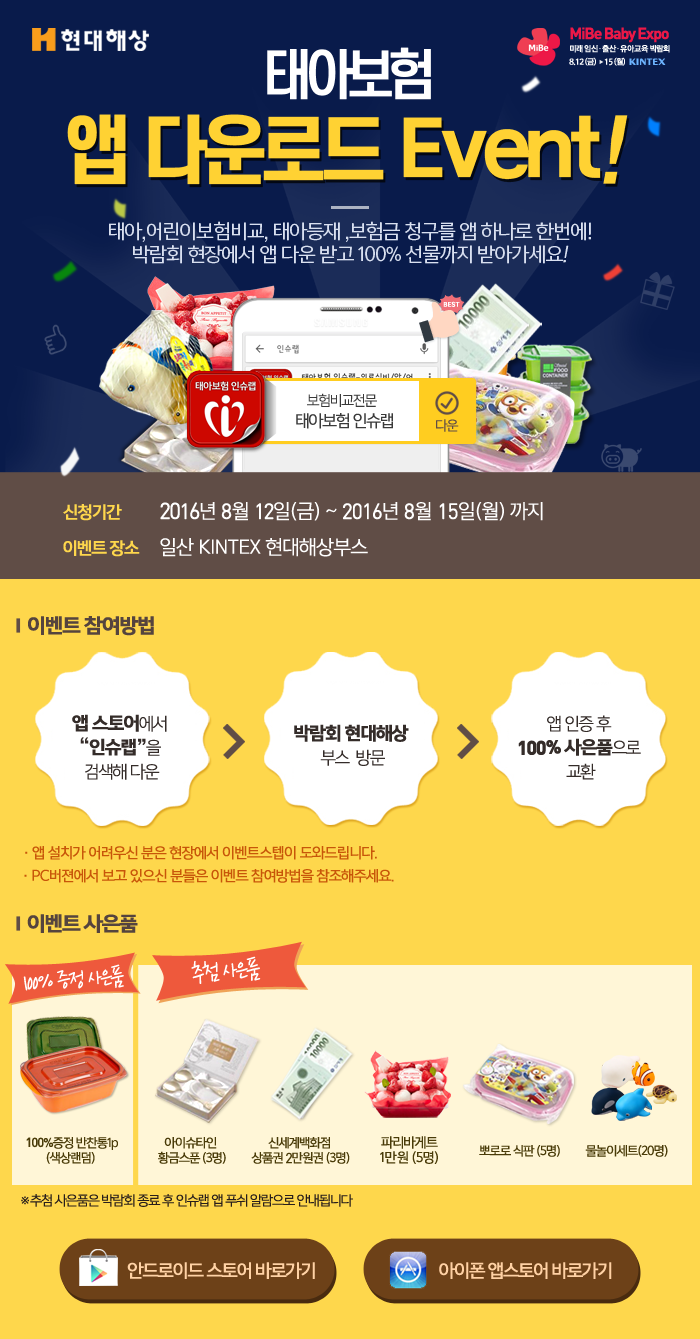 현대해상
MiBe
MiBe Baby Expo
미래 임신·출산·유아교육 박람회
8.12(금) ▸ 15(월) KINTEX
태아보험
앱 다운로드 Event!
태아,어린이보험비교, 태아등재 ,보험금 청구를 앱 하나로 한번에!
박람회 현장에서 앱 다운 받고 100% 선물까지 받아가세요!
BEST
10000
인슈랩
태아보험 인슈랩
보험비교전문
태아보험 인슈랩
다운
FOOD
CONTAINER
신청기간 2016년 8월 12일(금) ~ 2016년 8월 15일(월) 까지
이벤트 장소 일산 KINTEX 현대해상부스
이벤트 참여방법
앱 스토어에서
“인슈랩”을
검색해 다운
박람회 현대해상
부스 방문
앱 인증 후
100% 사은품으로
교환
· 앱 설치가 어려우신 분은 현장에서 이벤트스텝이 도와드립니다.
· PC버젼에서 보고 있으신 분들은 이벤트 참여방법을 참조해주세요.
이벤트 사은품
100% 증정 사은품
추첨 사은품
10000
10000
100%증정 반찬통1p
(색상랜덤)
아이슈타인
황금스푼 (3명)
신세계백화점
상품권 2만원권 (3명)
파리바게트
1만원 (5명)
뽀로로 식판 (5명)
물놀이세트(20명)
※추첨 사은품은 박람회 종료 후 인슈랩 앱 푸쉬 알람으로 안내됩니다
안드로이드 스토어 바로가기
아이폰 앱스토어 바로가기